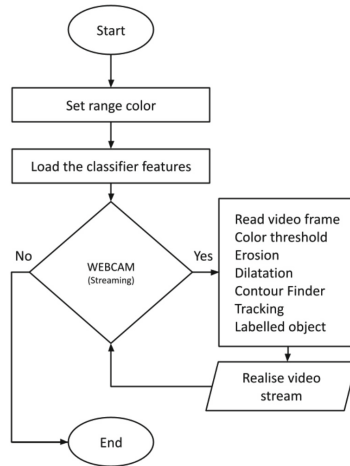 Start
Set range color
Load the classifier features
No
WEBCAM
(Streaming)
Yes
Read video frame
Color threshold
Erosion
Dilatation
Contour Finder
Tracking
Labelled object
Realise video
stream
End